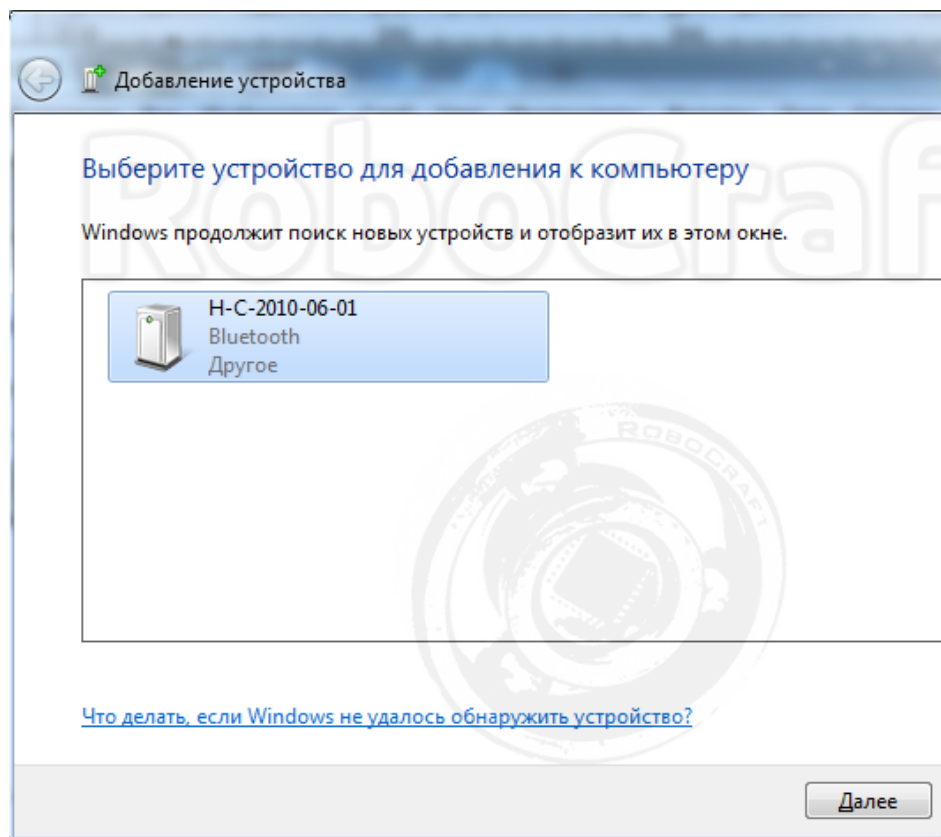 Добавление устройства
RoboCraf
Выберите устройство для добавления к компьютеру
Windows продолжит поиск новых устройств и отобразит их в этом окне.
H-C-2010-06-01
Bluetooth
Другое
RoboCraft
Что делать, если Windows не удалось обнаружить устройство?
Далее